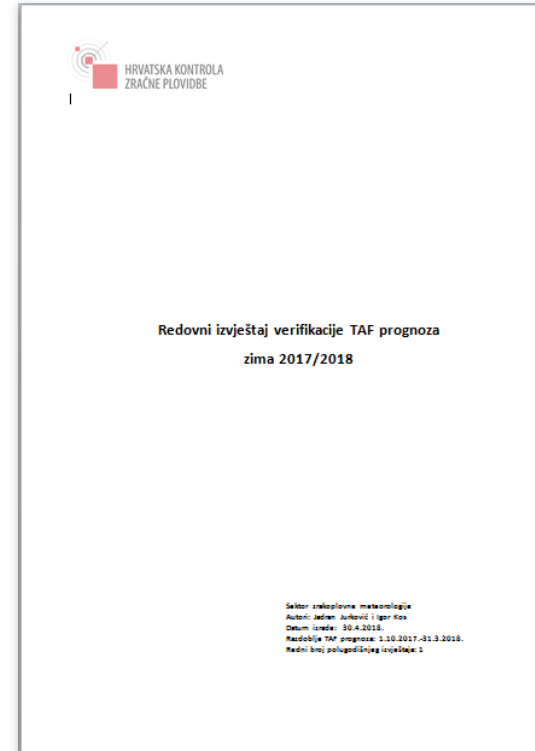 HRVATSKA KONTROLA
ZRAČNE PLOVIDBE
Redovni izvještaj verifikacije TAF prognoza
zima 2017/2018
Sektor zrakoplovne meteorologije
Autori: Jadran Jurković i Igor Kos
Datum izrade: 30.4.2018.
Razdoblje TAF prognoza: 1.10.2017.-31.3.2018.
Redni broj polugodišnjeg izvještaja: 1